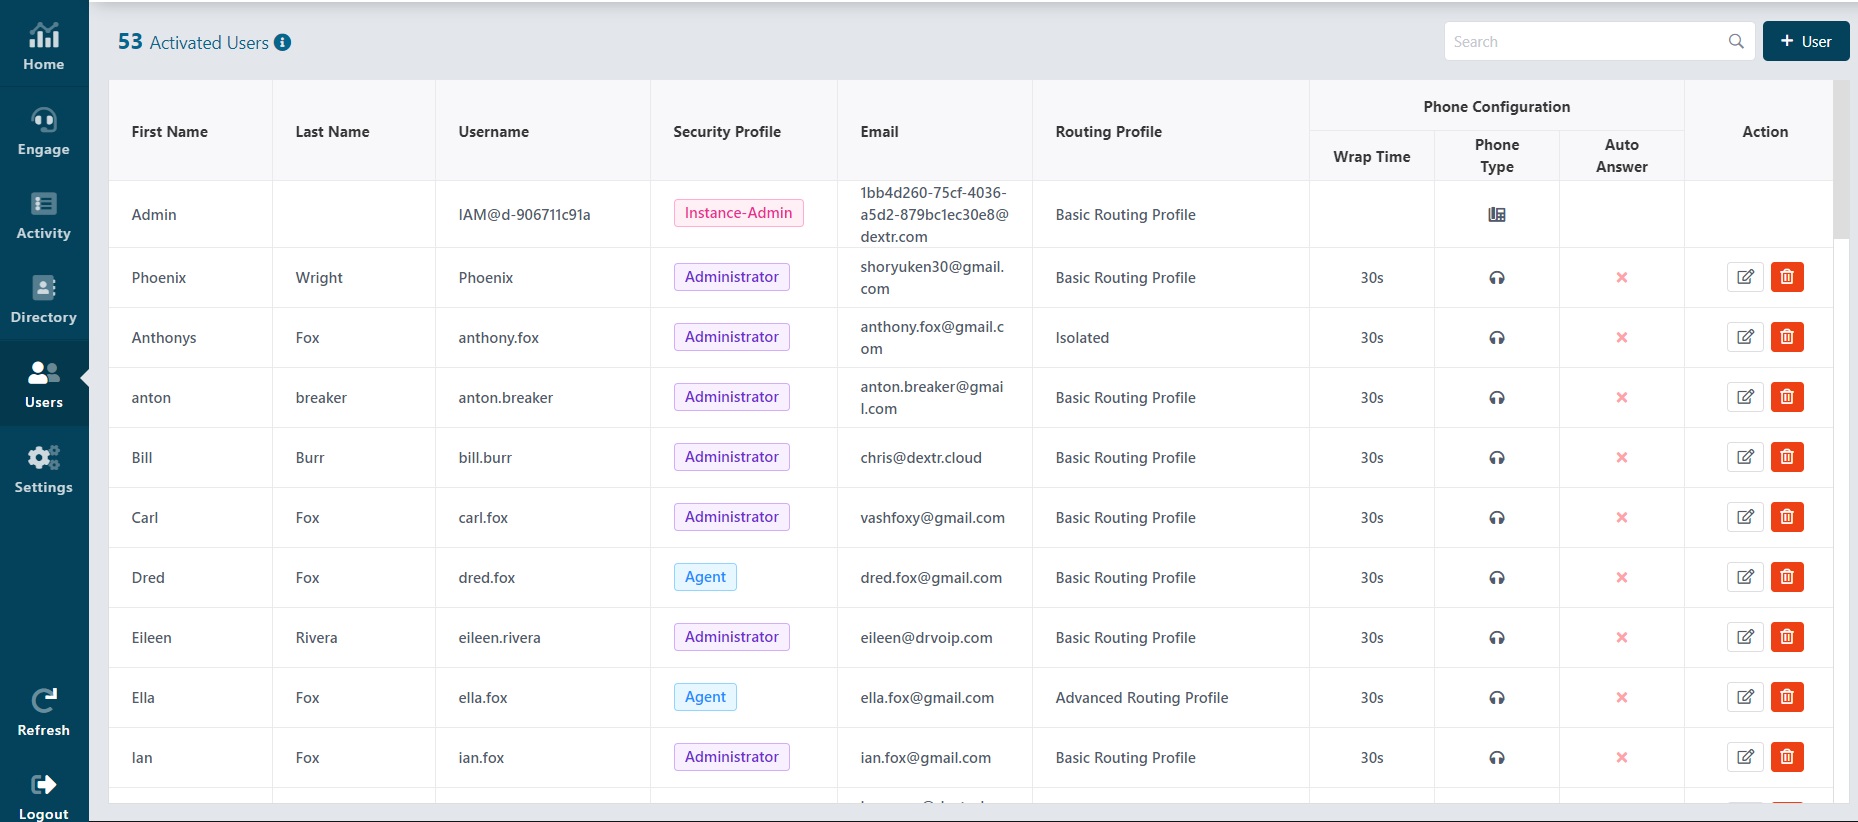 Home
Engage
Activity
Directory
Users
Settings
Refresh
Logout
53 Activated Users
Search
+ User
First Name Last Name Username Security Profile Email Routing Profile Phone Configuration Action
Wrap Time Phone Type Auto Answer
Admin IAM@d-906711c91a Instance-Admin 1bb4d260-75cf-4036-
a5d2-879bc1ec30e8@
dextr.com Basic Routing Profile
Phoenix Wright Phoenix Administrator shoryuken30@gmail.
com Basic Routing Profile 30s
Anthonys Fox anthony.fox Administrator anthony.fox@gmail.c
om Isolated 30s
anton breaker anton.breaker Administrator anton.breaker@gmai
l.com Basic Routing Profile 30s
Bill Burr bill.burr Administrator chris@dextr.cloud Basic Routing Profile 30s
Carl Fox carl.fox Administrator vashfoxy@gmail.com Basic Routing Profile 30s
Dred Fox dred.fox Agent dred.fox@gmail.com Basic Routing Profile 30s
Eileen Rivera eileen.rivera Administrator eileen@drvoip.com Basic Routing Profile 30s
Ella Fox ella.fox Agent ella.fox@gmail.com Advanced Routing Profile 30s
Ian Fox ian.fox Administrator ian.fox@gmail.com Basic Routing Profile 30s